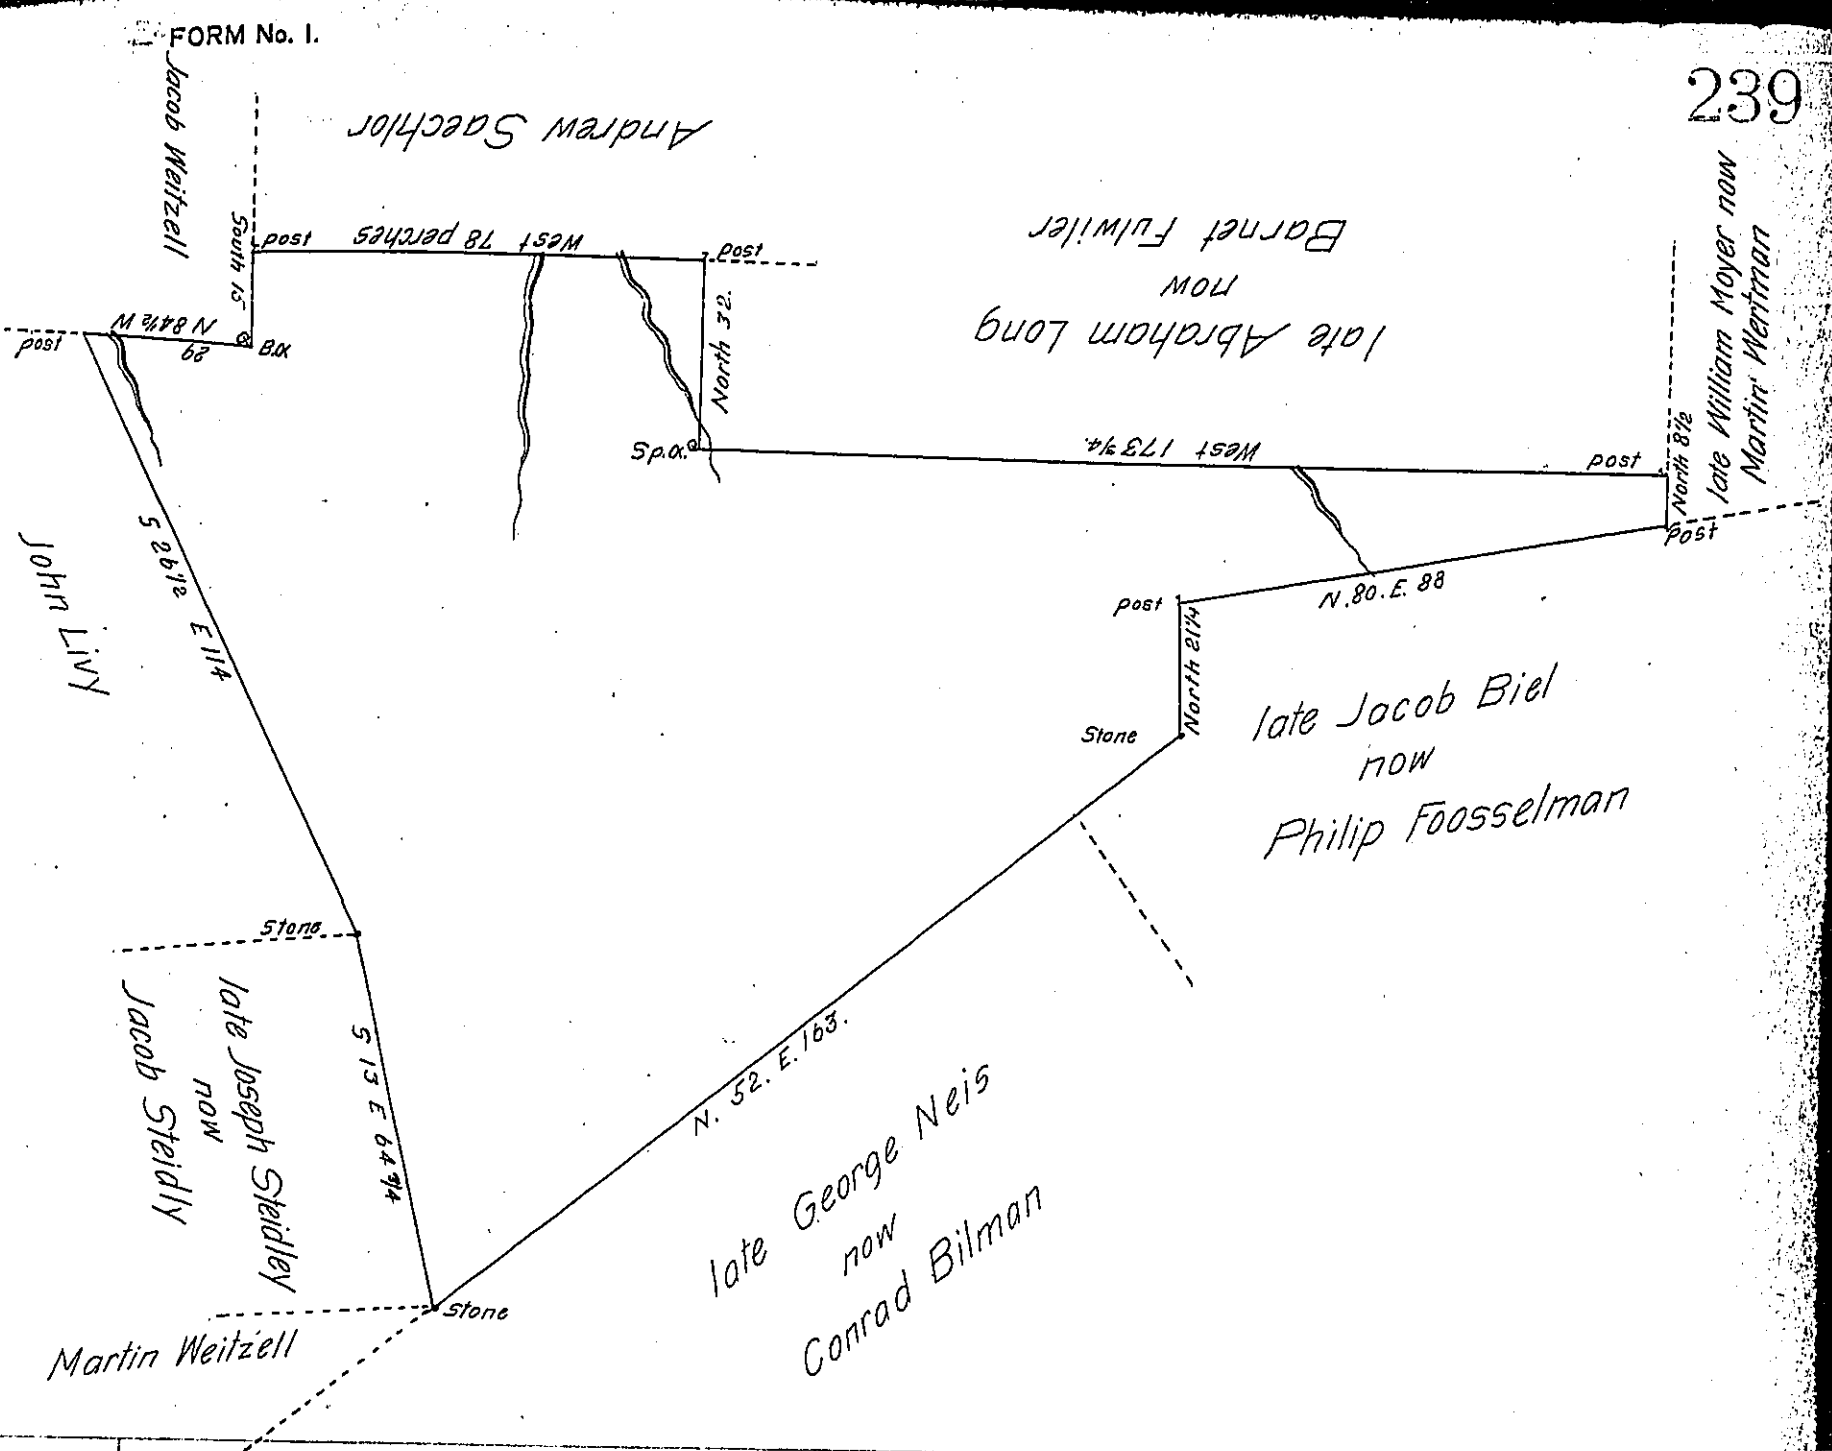 FORM No. 1.
239
Jacob Weitzell
Andrew Saechlor
late Abraham Long
now
Barnet Fulwiler
late William Moyer now
Martin Wertman
South 15
post
West 78 perches
post
North 32.
post
N 84½ W
29
B.o.
Sp.o.
West 173¾.
post
North 8½
Post
N. 80. E. 88
post
North 21¼
Stone
S 26½ E 114
John Livy
late Jacob Biel
now
Philip Foosselman
Stone
late Joseph Steidley
now
Jacob Steidly
S 13 E 64¾
N. 52. E. 163.
late George Neis
now
Conrad Bilman
Stone
Martin Weitzell